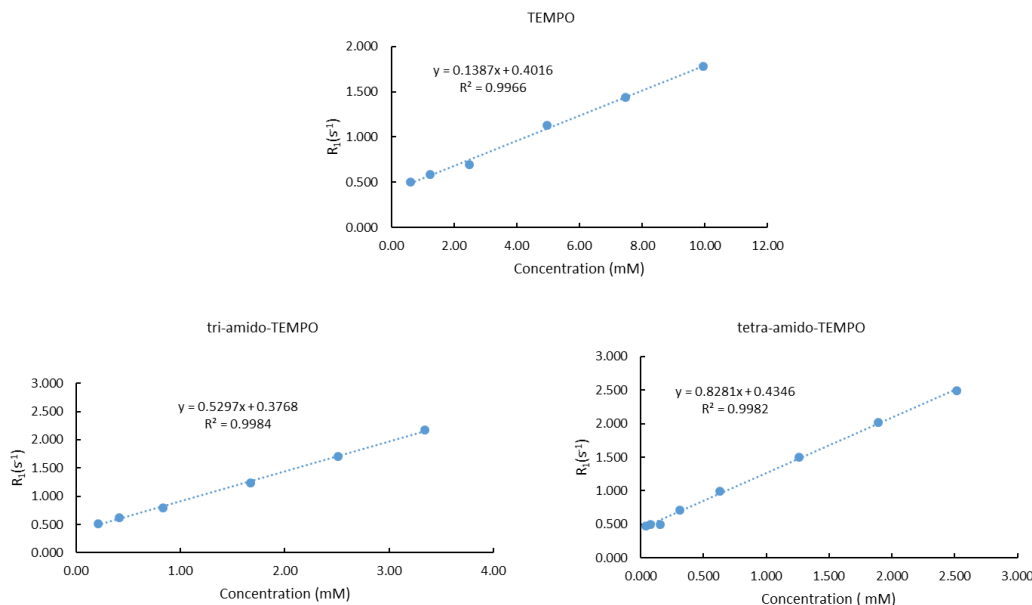 TEMPO
2.000
y = 0.1387x + 0.4016
R² = 0.9966
1.500
R₁(s⁻¹)
1.000
0.500
0.000
0.00 2.00 4.00 6.00 8.00 10.00 12.00
Concentration (mM)
tri-amido-TEMPO
3.000
y = 0.5297x + 0.3768
R² = 0.9984
2.500
2.000
R₁(s⁻¹)
1.500
1.000
0.500
0.000
0.00 1.00 2.00 3.00 4.00
Concentration (mM)
tetra-amido-TEMPO
3.000
y = 0.8281x + 0.4346
R² = 0.9982
2.500
2.000
R₁(s⁻¹)
1.500
1.000
0.500
0.000
0.000 0.500 1.000 1.500 2.000 2.500 3.000
Concentration ( mM)